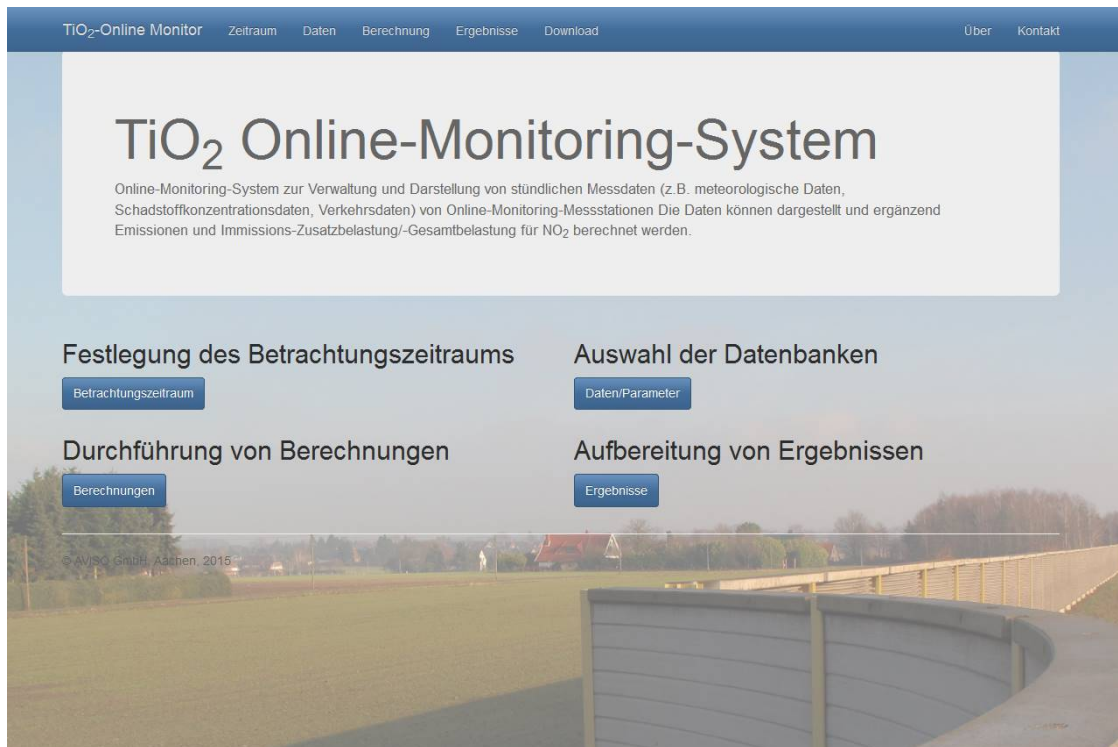 TiO₂-Online Monitor Zeitraum Daten Berechnung Ergebnisse Download Über Kontakt
TiO₂ Online-Monitoring-System
Online-Monitoring-System zur Verwaltung und Darstellung von stündlichen Messdaten (z.B. meteorologische Daten,
Schadstoffkonzentrationsdaten, Verkehrsdaten) von Online-Monitoring-Messstationen Die Daten können dargestellt und ergänzend
Emissionen und Immissions-Zusatzbelastung/-Gesamtbelastung für NO₂ berechnet werden.
Festlegung des Betrachtungszeitraums
Betrachtungszeitraum
Auswahl der Datenbanken
Daten/Parameter
Durchführung von Berechnungen
Berechnungen
Aufbereitung von Ergebnissen
Ergebnisse
© AVISO GmbH, Aachen, 2015